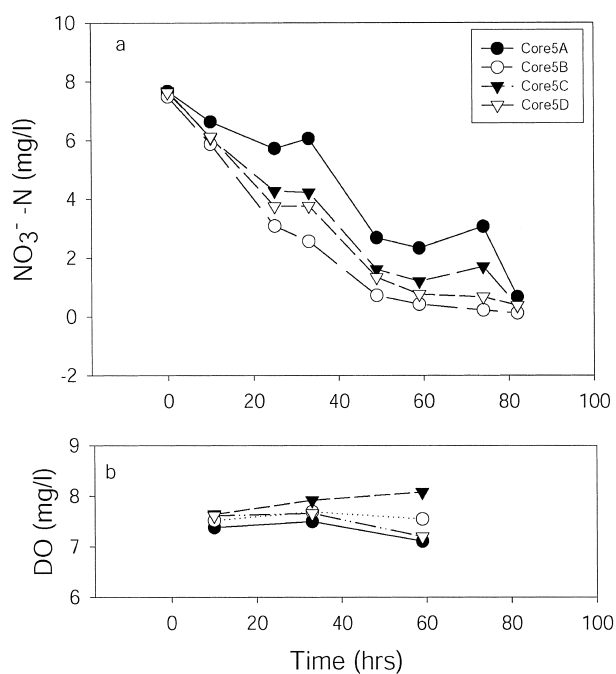 10
a
Core5A
Core5B
Core5C
Core5D
8
6
4
2
0
-2
NO3⁻ -N (mg/l)
0 20 40 60 80 100
9
b
8
7
6
DO (mg/l)
0 20 40 60 80 100
Time (hrs)